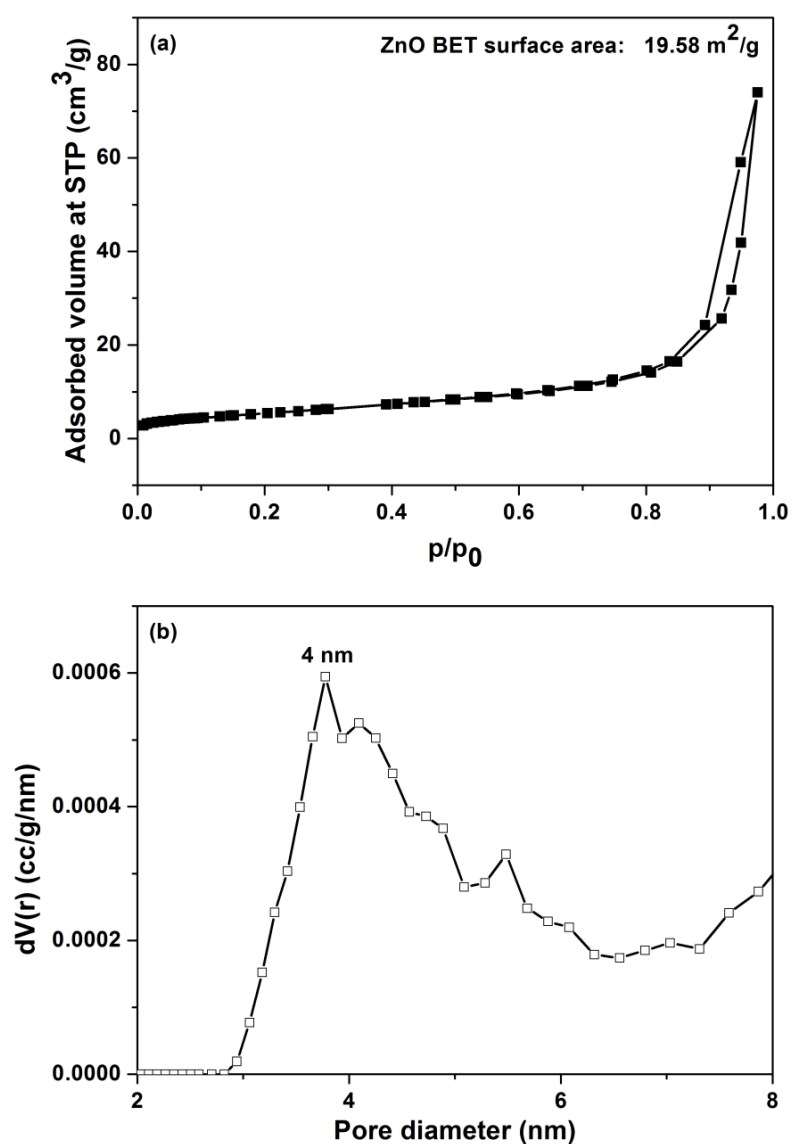 (a)
ZnO BET surface area: 19.58 m²/g
Adsorbed volume at STP (cm³/g)
80
60
40
20
0
0.0 0.2 0.4 0.6 0.8 1.0
p/p₀
(b)
4 nm
dV(r) (cc/g/nm)
0.0006
0.0004
0.0002
0.0000
2 4 6 8
Pore diameter (nm)